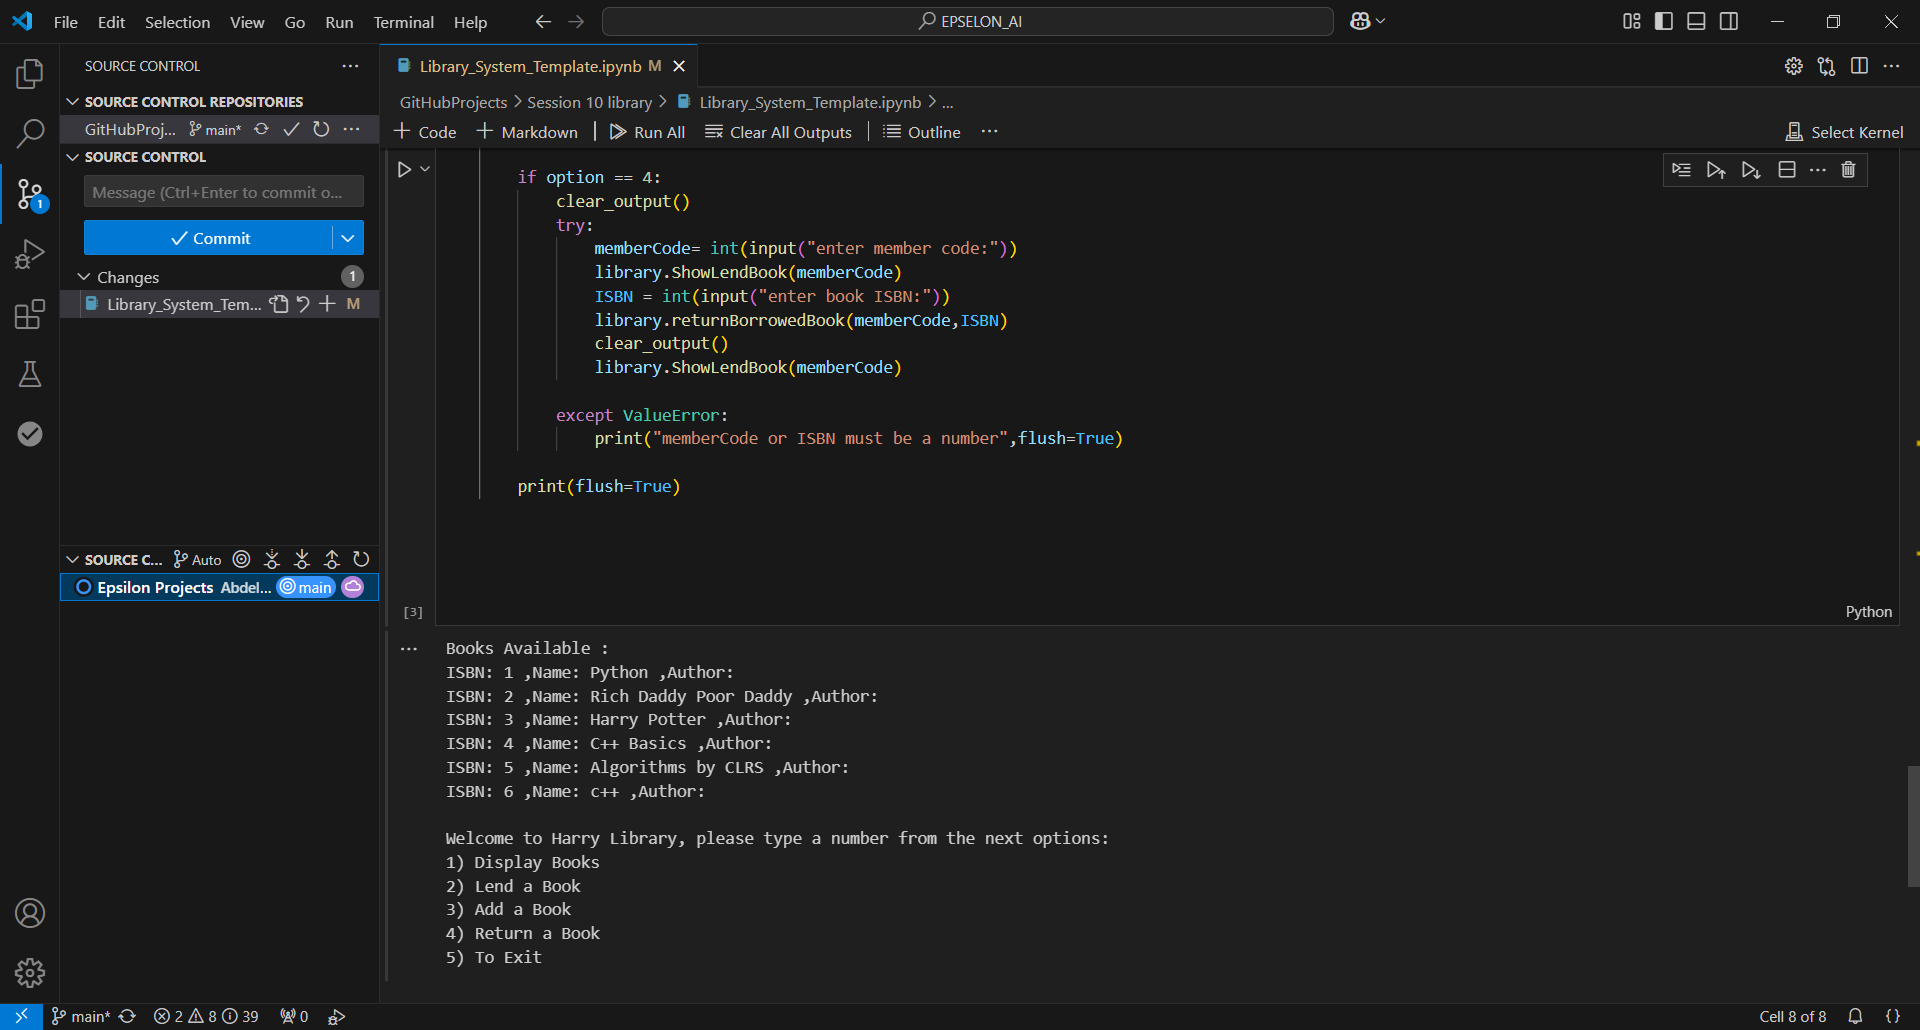 File Edit Selection View Go Run Terminal Help
EPSELON_AI
SOURCE CONTROL
SOURCE CONTROL REPOSITORIES
GitHubProj... main*
SOURCE CONTROL
Message (Ctrl+Enter to commit o...
Commit
Changes 1
Library_System_Tem... M
1
SOURCE C... Auto
Epsilon Projects Abdel... main
Library_System_Template.ipynb M
GitHubProjects > Session 10 library > Library_System_Template.ipynb > ...
Code Markdown Run All Clear All Outputs Outline ...
Select Kernel
if option == 4:
clear_output()
try:
memberCode= int(input("enter member code:"))
library.ShowLendBook(memberCode)
ISBN = int(input("enter book ISBN:"))
library.returnBorrowedBook(memberCode,ISBN)
clear_output()
library.ShowLendBook(memberCode)
except ValueError:
print("memberCode or ISBN must be a number",flush=True)
print(flush=True)
[3]
Python
Books Available :
ISBN: 1 ,Name: Python ,Author:
ISBN: 2 ,Name: Rich Daddy Poor Daddy ,Author:
ISBN: 3 ,Name: Harry Potter ,Author:
ISBN: 4 ,Name: C++ Basics ,Author:
ISBN: 5 ,Name: Algorithms by CLRS ,Author:
ISBN: 6 ,Name: c++ ,Author:
Welcome to Harry Library, please type a number from the next options:
1) Display Books
2) Lend a Book
3) Add a Book
4) Return a Book
5) To Exit
main* 2 8 39 0
Cell 8 of 8 {}